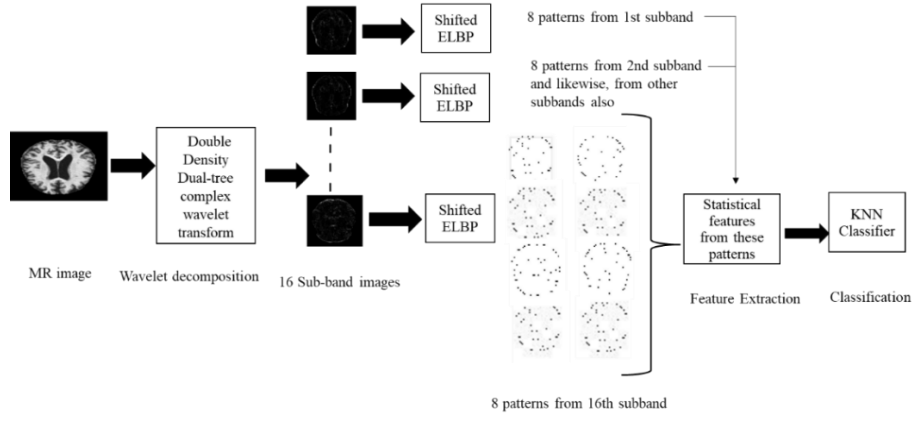 Shifted
ELBP
8 patterns from 1st subband
Shifted
ELBP
8 patterns from 2nd subband
and likewise, from other
subbands also
Double
Density
Dual-tree
complex
wavelet
transform
Shifted
ELBP
Statistical
features
from these
patterns
KNN
Classifier
MR image
Wavelet decomposition
16 Sub-band images
Feature Extraction
Classification
8 patterns from 16th subband